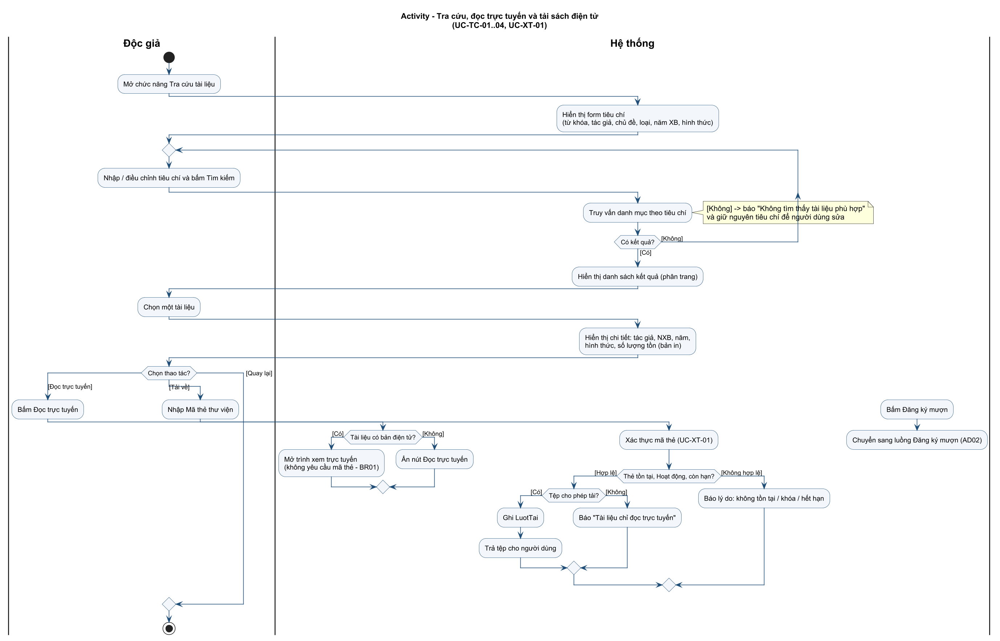 Activity - Tra cứu, đọc trực tuyến và tải sách điện tử
(UC-TC-01..04, UC-XT-01)
Độc giả
Hệ thống
Mở chức năng Tra cứu tài liệu
Hiển thị form tiêu chí
(từ khóa, tác giả, chủ đề, loại, năm XB, hình thức)
Nhập / điều chỉnh tiêu chí và bấm Tìm kiếm
Truy vấn danh mục theo tiêu chí
[Không] -> báo "Không tìm thấy tài liệu phù hợp"
và giữ nguyên tiêu chí để người dùng sửa
Có kết quả?
[Không]
[Có]
Hiển thị danh sách kết quả (phân trang)
Chọn một tài liệu
Hiển thị chi tiết: tác giả, NXB, năm,
hình thức, số lượng tồn (bản in)
Chọn thao tác?
[Quay lại]
[Đọc trực tuyến]
[Tải về]
Bấm Đọc trực tuyến
Nhập Mã thẻ thư viện
Bấm Đăng ký mượn
[Có]
Tài liệu có bản điện tử?
[Không]
Xác thực mã thẻ (UC-XT-01)
Chuyển sang luồng Đăng ký mượn (AD02)
Mở trình xem trực tuyến
(không yêu cầu mã thẻ - BR01)
Ẩn nút Đọc trực tuyến
[Hợp lệ]
Thẻ tồn tại, Hoạt động, còn hạn?
[Không hợp lệ]
[Có]
Tệp cho phép tải?
[Không]
Báo lý do: không tồn tại / khóa / hết hạn
Ghi LuotTai
Báo "Tài liệu chỉ đọc trực tuyến"
Trả tệp cho người dùng